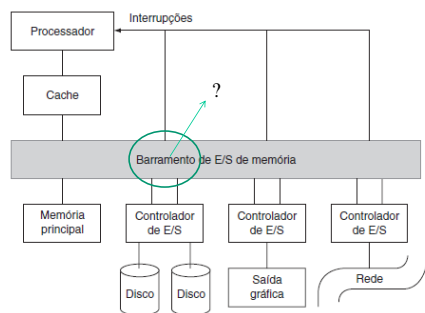 Interrupções
Processador
?
Cache
Barramento de E/S de memória
Memória
principal
Controlador
de E/S
Controlador
de E/S
Controlador
de E/S
Disco
Disco
Saída
gráfica
Rede